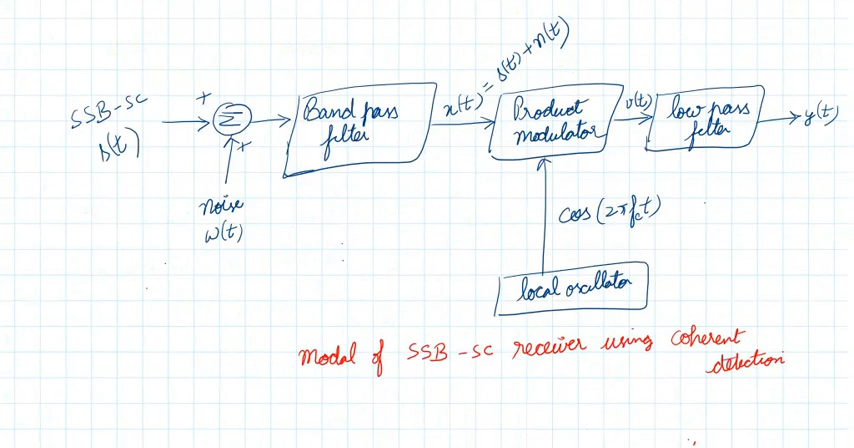 SSB-SC
s(t)
+
Σ
+
noise
w(t)
Band pass
filter
x(t) = s(t) + n(t)
Product
modulator
v(t)
low pass
filter
y(t)
cos(2πfct)
local oscillator
Modal of SSB-SC receiver using coherent
detection